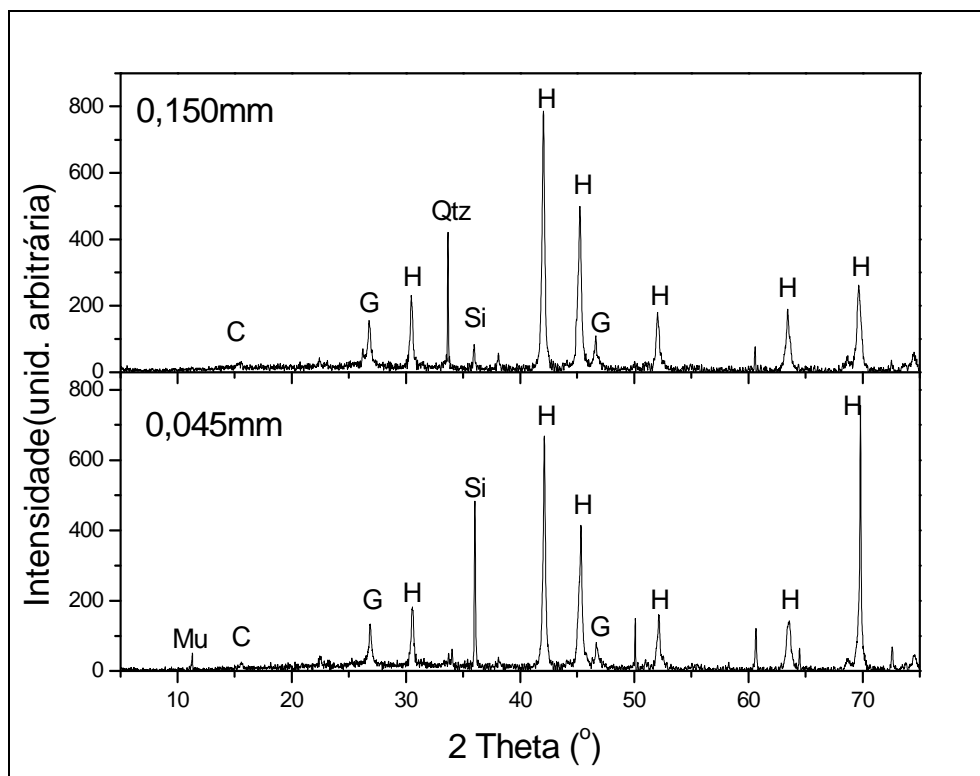 Intensidade(unid. arbitrária)
800
600
400
200
0
0,150mm
C
G
H
Qtz
Si
H
H
G
H
H
H
800
600
400
200
0
0,045mm
Mu
C
G
H
Si
H
H
G
H
H
H
10 20 30 40 50 60 70
2 Theta (º)